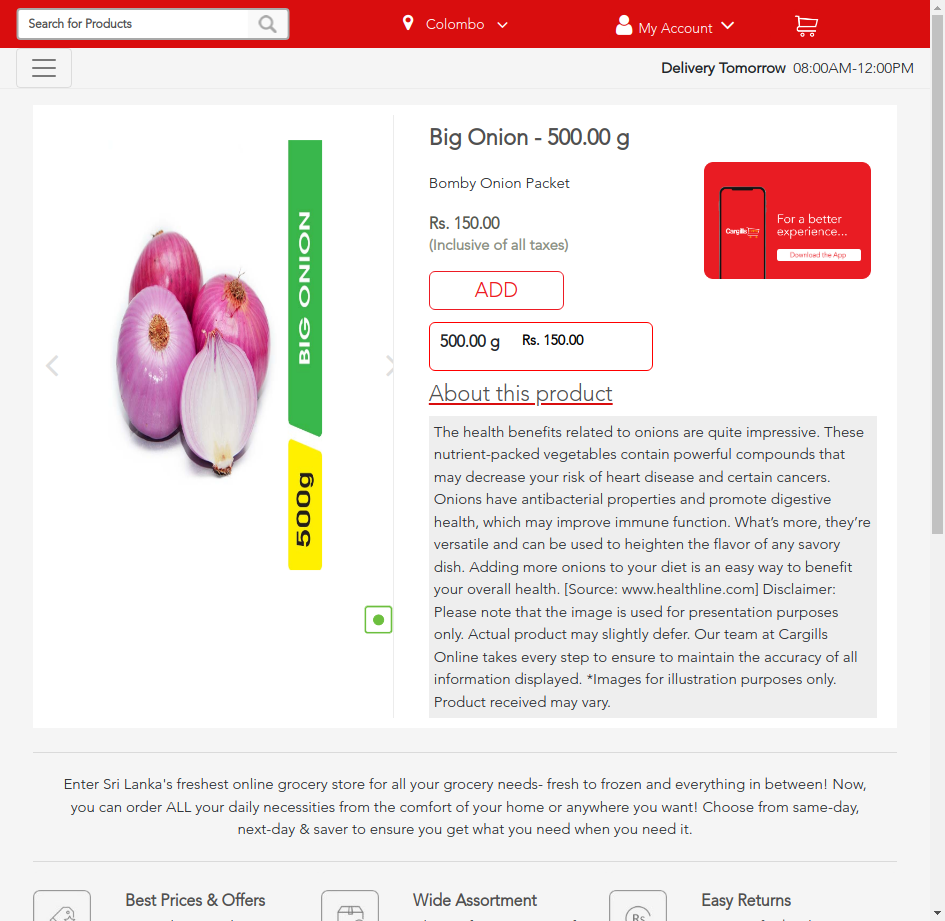 Search for Products
Colombo
My Account
Delivery Tomorrow 08:00AM-12:00PM
BIG ONION
500g
Big Onion - 500.00 g
Bomby Onion Packet
Rs. 150.00
(Inclusive of all taxes)
ADD
500.00 g Rs. 150.00
Cargills
For a better
experience...
Download the App
About this product
The health benefits related to onions are quite impressive. These
nutrient-packed vegetables contain powerful compounds that
may decrease your risk of heart disease and certain cancers.
Onions have antibacterial properties and promote digestive
health, which may improve immune function. What’s more, they’re
versatile and can be used to heighten the flavor of any savory
dish. Adding more onions to your diet is an easy way to benefit
your overall health. [Source: www.healthline.com] Disclaimer:
Please note that the image is used for presentation purposes
only. Actual product may slightly defer. Our team at Cargills
Online takes every step to ensure to maintain the accuracy of all
information displayed. *Images for illustration purposes only.
Product received may vary.
Enter Sri Lanka's freshest online grocery store for all your grocery needs- fresh to frozen and everything in between! Now,
you can order ALL your daily necessities from the comfort of your home or anywhere you want! Choose from same-day,
next-day & saver to ensure you get what you need when you need it.
Best Prices & Offers
Wide Assortment
Rs
Easy Returns